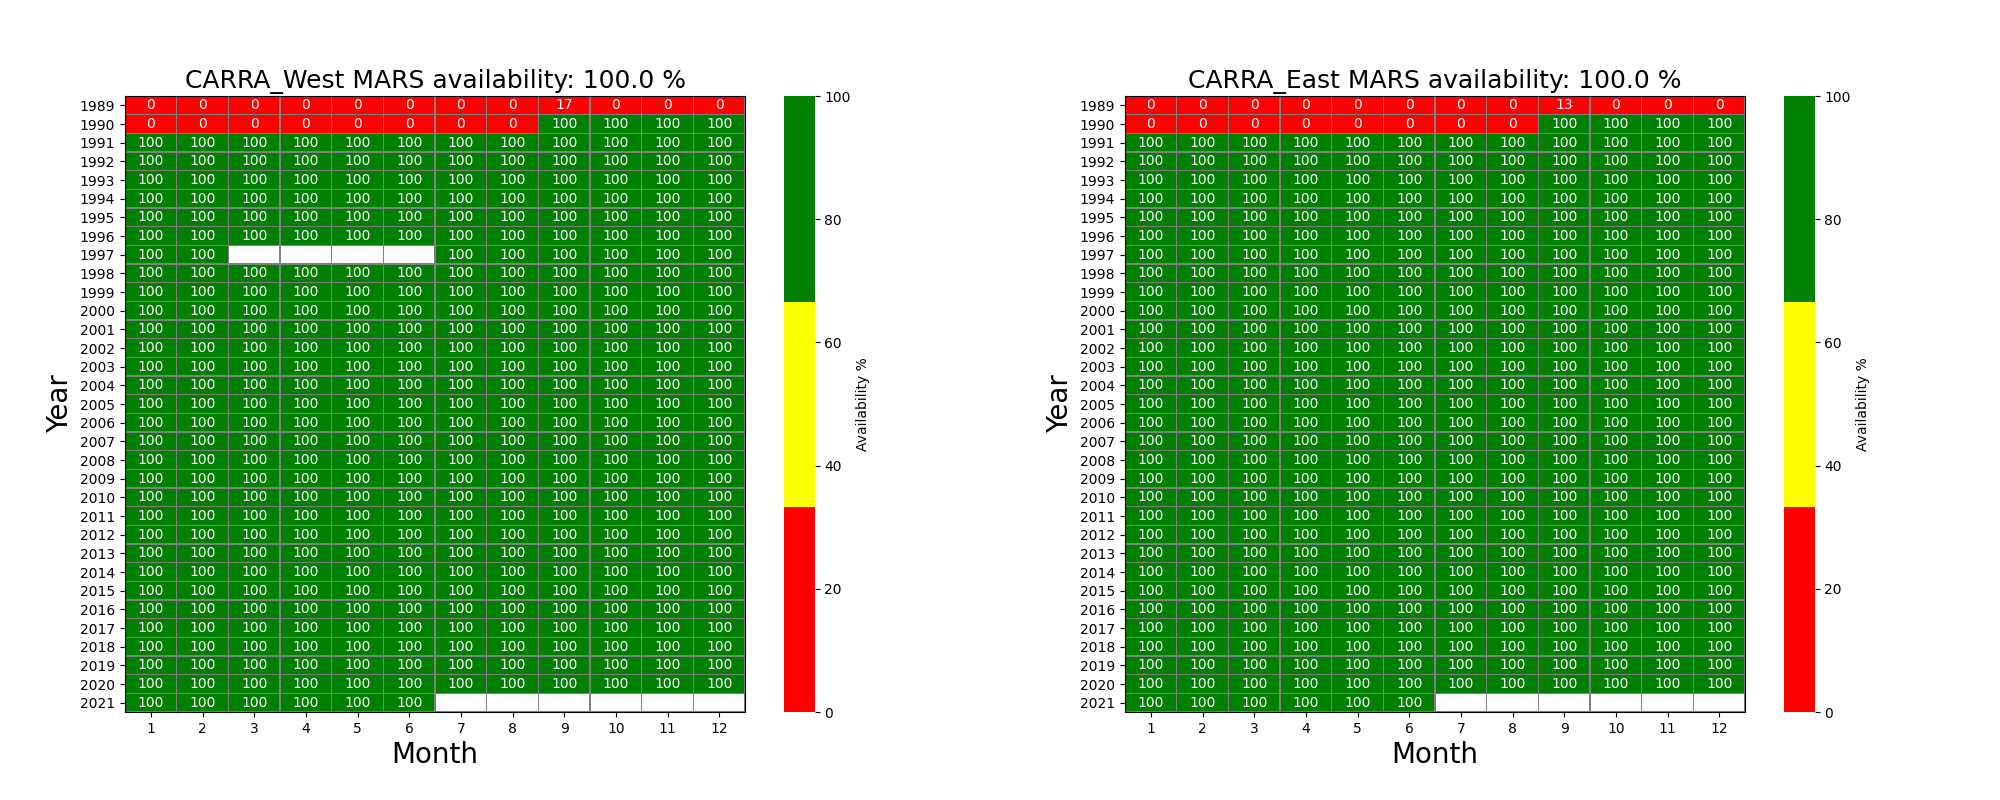 CARRA_West MARS availability: 100.0 %
1989 0 0 0 0 0 0 0 0 17 0 0 0
1990 0 0 0 0 0 0 0 0 100 100 100 100
1991 100 100 100 100 100 100 100 100 100 100 100 100
1992 100 100 100 100 100 100 100 100 100 100 100 100
1993 100 100 100 100 100 100 100 100 100 100 100 100
1994 100 100 100 100 100 100 100 100 100 100 100 100
1995 100 100 100 100 100 100 100 100 100 100 100 100
1996 100 100 100 100 100 100 100 100 100 100 100 100
1997 100 100 100 100 100 100 100 100
1998 100 100 100 100 100 100 100 100 100 100 100 100
1999 100 100 100 100 100 100 100 100 100 100 100 100
2000 100 100 100 100 100 100 100 100 100 100 100 100
2001 100 100 100 100 100 100 100 100 100 100 100 100
2002 100 100 100 100 100 100 100 100 100 100 100 100
2003 100 100 100 100 100 100 100 100 100 100 100 100
2004 100 100 100 100 100 100 100 100 100 100 100 100
2005 100 100 100 100 100 100 100 100 100 100 100 100
2006 100 100 100 100 100 100 100 100 100 100 100 100
2007 100 100 100 100 100 100 100 100 100 100 100 100
2008 100 100 100 100 100 100 100 100 100 100 100 100
2009 100 100 100 100 100 100 100 100 100 100 100 100
2010 100 100 100 100 100 100 100 100 100 100 100 100
2011 100 100 100 100 100 100 100 100 100 100 100 100
2012 100 100 100 100 100 100 100 100 100 100 100 100
2013 100 100 100 100 100 100 100 100 100 100 100 100
2014 100 100 100 100 100 100 100 100 100 100 100 100
2015 100 100 100 100 100 100 100 100 100 100 100 100
2016 100 100 100 100 100 100 100 100 100 100 100 100
2017 100 100 100 100 100 100 100 100 100 100 100 100
2018 100 100 100 100 100 100 100 100 100 100 100 100
2019 100 100 100 100 100 100 100 100 100 100 100 100
2020 100 100 100 100 100 100 100 100 100 100 100 100
2021 100 100 100 100 100 100
1 2 3 4 5 6 7 8 9 10 11 12
Month
Year
100
80
60
40
20
0
Availability %
CARRA_East MARS availability: 100.0 %
1989 0 0 0 0 0 0 0 0 13 0 0 0
1990 0 0 0 0 0 0 0 0 100 100 100 100
1991 100 100 100 100 100 100 100 100 100 100 100 100
1992 100 100 100 100 100 100 100 100 100 100 100 100
1993 100 100 100 100 100 100 100 100 100 100 100 100
1994 100 100 100 100 100 100 100 100 100 100 100 100
1995 100 100 100 100 100 100 100 100 100 100 100 100
1996 100 100 100 100 100 100 100 100 100 100 100 100
1997 100 100 100 100 100 100 100 100 100 100 100 100
1998 100 100 100 100 100 100 100 100 100 100 100 100
1999 100 100 100 100 100 100 100 100 100 100 100 100
2000 100 100 100 100 100 100 100 100 100 100 100 100
2001 100 100 100 100 100 100 100 100 100 100 100 100
2002 100 100 100 100 100 100 100 100 100 100 100 100
2003 100 100 100 100 100 100 100 100 100 100 100 100
2004 100 100 100 100 100 100 100 100 100 100 100 100
2005 100 100 100 100 100 100 100 100 100 100 100 100
2006 100 100 100 100 100 100 100 100 100 100 100 100
2007 100 100 100 100 100 100 100 100 100 100 100 100
2008 100 100 100 100 100 100 100 100 100 100 100 100
2009 100 100 100 100 100 100 100 100 100 100 100 100
2010 100 100 100 100 100 100 100 100 100 100 100 100
2011 100 100 100 100 100 100 100 100 100 100 100 100
2012 100 100 100 100 100 100 100 100 100 100 100 100
2013 100 100 100 100 100 100 100 100 100 100 100 100
2014 100 100 100 100 100 100 100 100 100 100 100 100
2015 100 100 100 100 100 100 100 100 100 100 100 100
2016 100 100 100 100 100 100 100 100 100 100 100 100
2017 100 100 100 100 100 100 100 100 100 100 100 100
2018 100 100 100 100 100 100 100 100 100 100 100 100
2019 100 100 100 100 100 100 100 100 100 100 100 100
2020 100 100 100 100 100 100 100 100 100 100 100 100
2021 100 100 100 100 100 100
1 2 3 4 5 6 7 8 9 10 11 12
Month
Year
100
80
60
40
20
0
Availability %